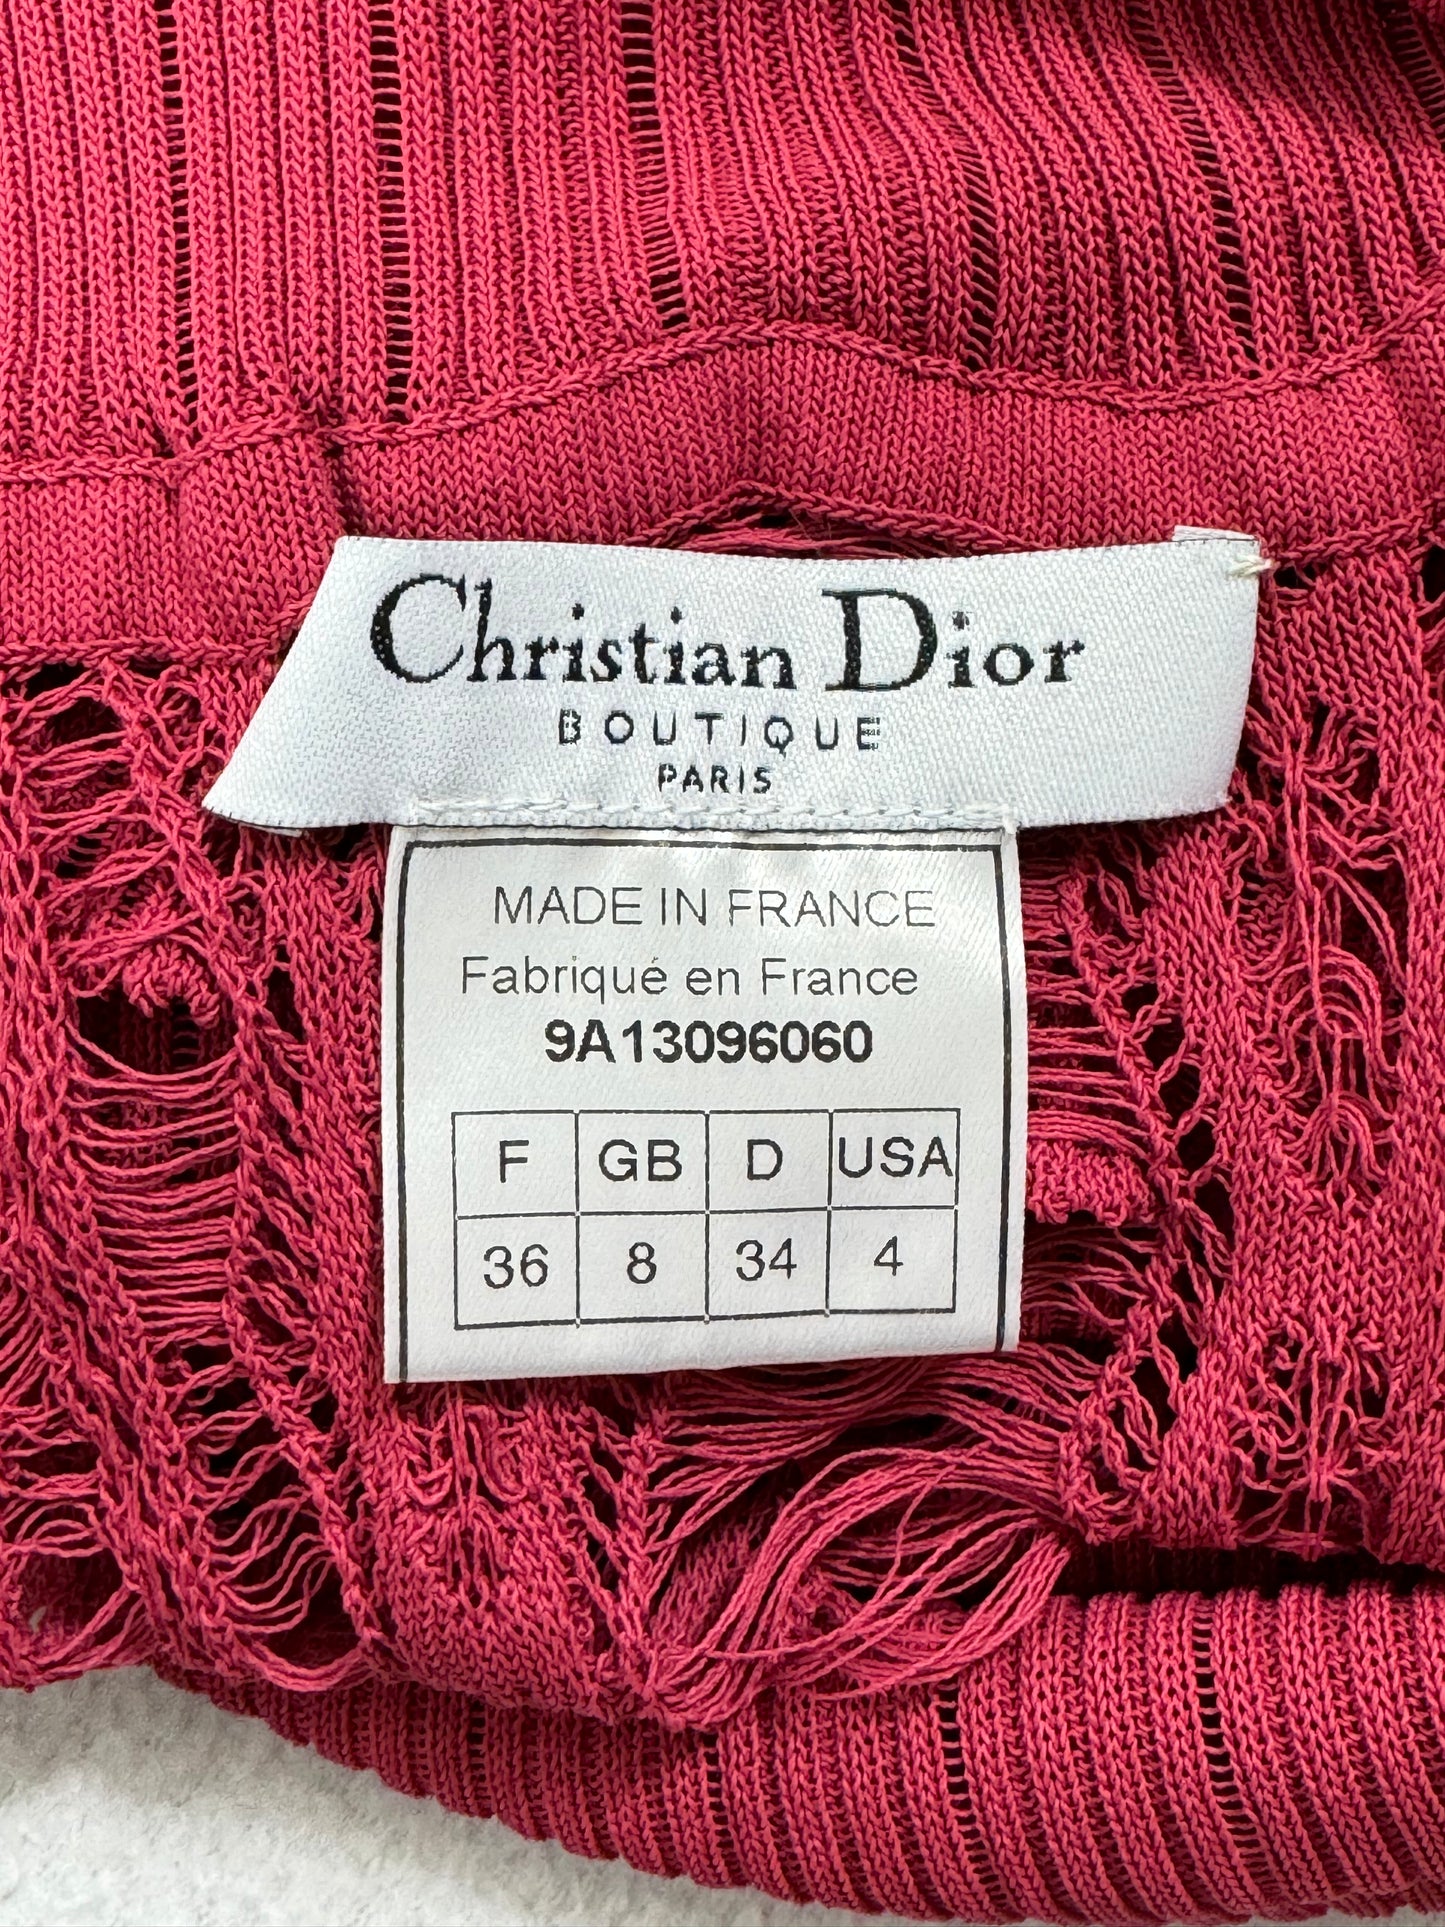 Christian Dior
BOUTIQUE
PARIS
MADE IN FRANCE
Fabriqué en France
9A13096060
F GB D USA
36 8 34 4